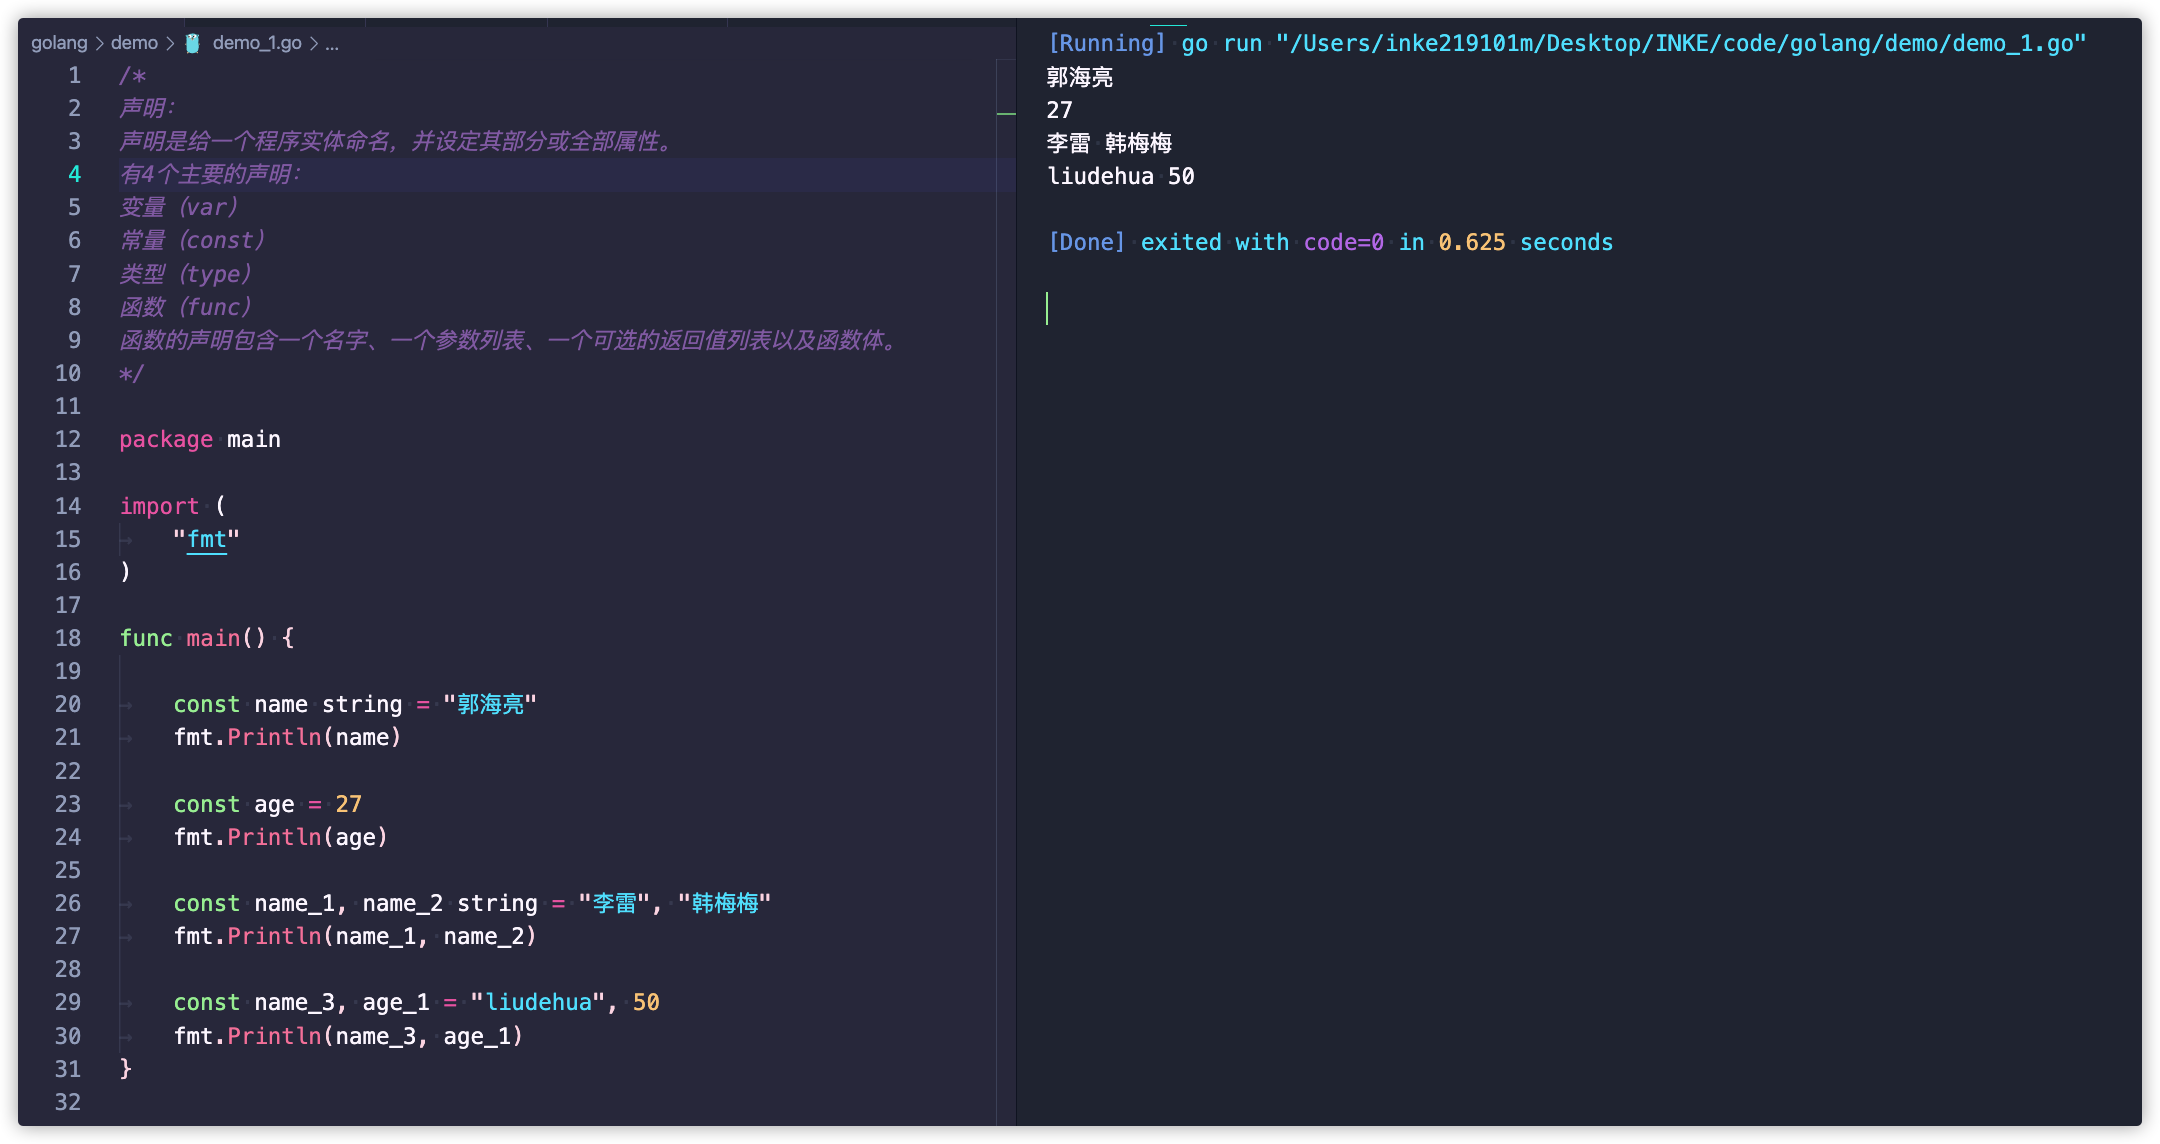 golang > demo > demo_1.go > ...
1 /*
2 声明：
3 声明是给一个程序实体命名，并设定其部分或全部属性。
4 有4个主要的声明：
5 变量（var）
6 常量（const）
7 类型（type）
8 函数（func）
9 函数的声明包含一个名字、一个参数列表、一个可选的返回值列表以及函数体。
10 */
11
12 package main
13
14 import (
15 "fmt"
16 )
17
18 func main() {
19
20 const name string = "郭海亮"
21 fmt.Println(name)
22
23 const age = 27
24 fmt.Println(age)
25
26 const name_1, name_2 string = "李雷", "韩梅梅"
27 fmt.Println(name_1, name_2)
28
29 const name_3, age_1 = "liudehua", 50
30 fmt.Println(name_3, age_1)
31 }
32
[Running] go run "/Users/inke219101m/Desktop/INKE/code/golang/demo/demo_1.go"
郭海亮
27
李雷 韩梅梅
liudehua 50
[Done] exited with code=0 in 0.625 seconds